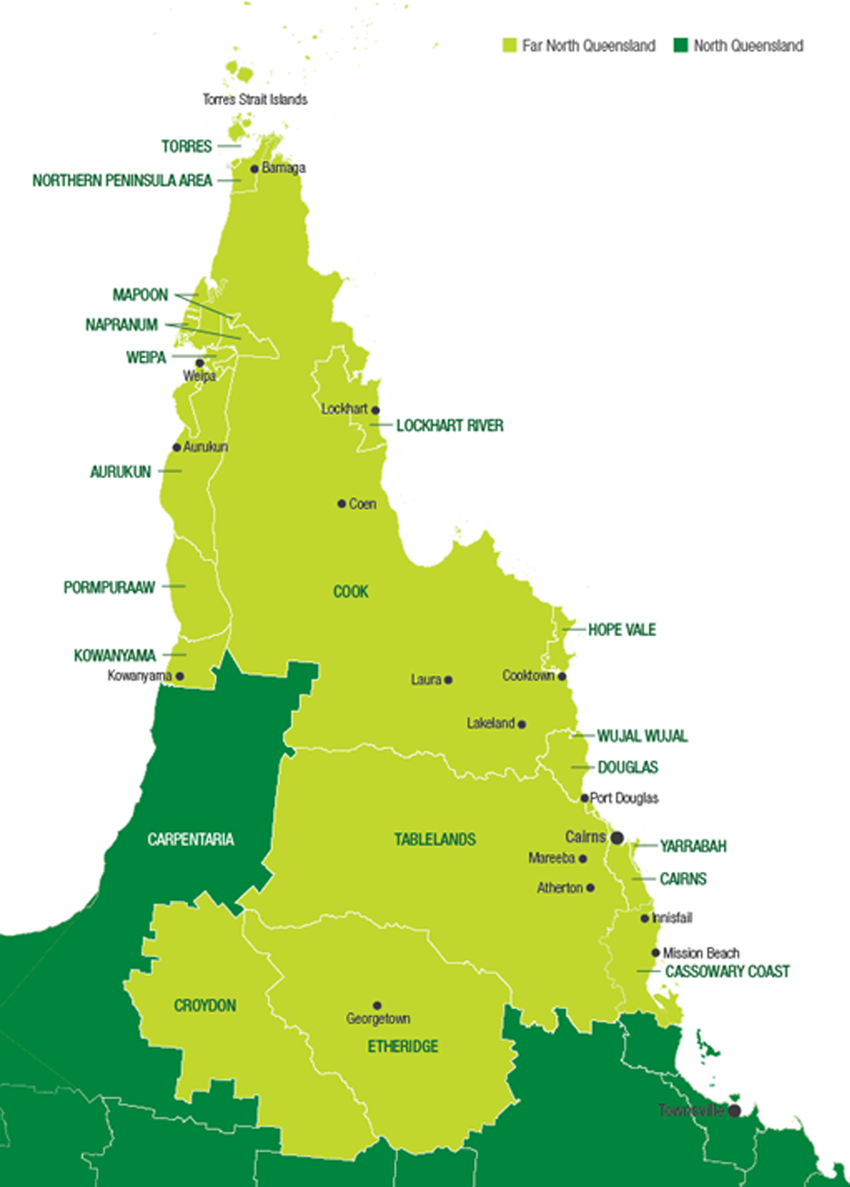 Far North Queensland
North Queensland
Torres Strait Islands
TORRES
Bamaga
NORTHERN PENINSULA AREA
MAPOON
NAPRANUM
WEIPA
Weipa
Lockhart
LOCKHART RIVER
Aurukun
AURUKUN
Coen
PORMPURAAW
COOK
HOPE VALE
KOWANYAMA
Kowanyama
Laura
Cooktown
Lakeland
WUJAL WUJAL
DOUGLAS
Port Douglas
CARPENTARIA
TABLELANDS
Cairns
YARRABAH
Mareeba
CAIRNS
Atherton
Innisfail
Mission Beach
CASSOWARY COAST
CROYDON
Georgetown
ETHERIDGE
Townsville